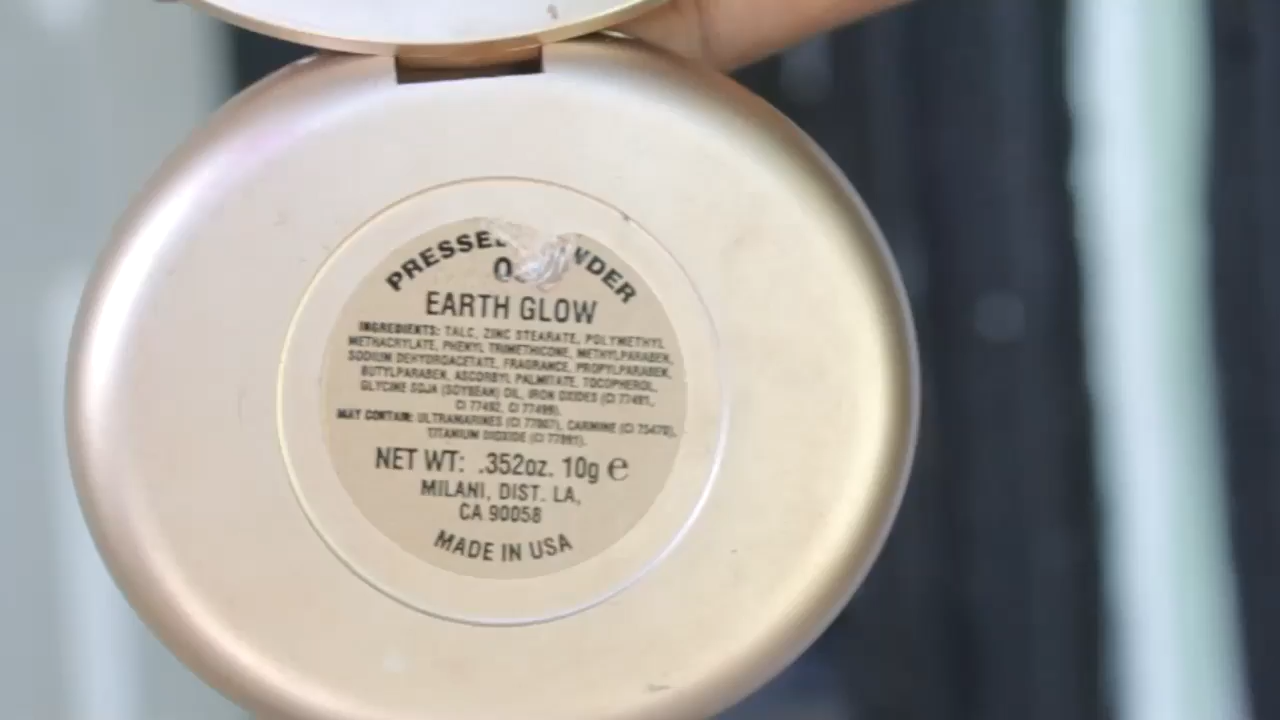 PRESSED POWDER
EARTH GLOW
INGREDIENTS: TALC, ZINC STEARATE, POLYMETHYL
METHACRYLATE, PHENYL TRIMETHICONE, METHYLPARABEN,
SODIUM DEHYDROACETATE, FRAGRANCE, PROPYLPARABEN,
BUTYLPARABEN, ASCORBYL PALMITATE, TOCOPHEROL,
GLYCINE SOJA (SOYBEAN) OIL, IRON OXIDES (CI 77491,
CI 77492, CI 77499).
MAY CONTAIN: ULTRAMARINES (CI 77007), CARMINE (CI 75470),
TITANIUM DIOXIDE (CI 77891).
NET WT: .352oz. 10g e
MILANI, DIST. LA,
CA 90058
MADE IN USA